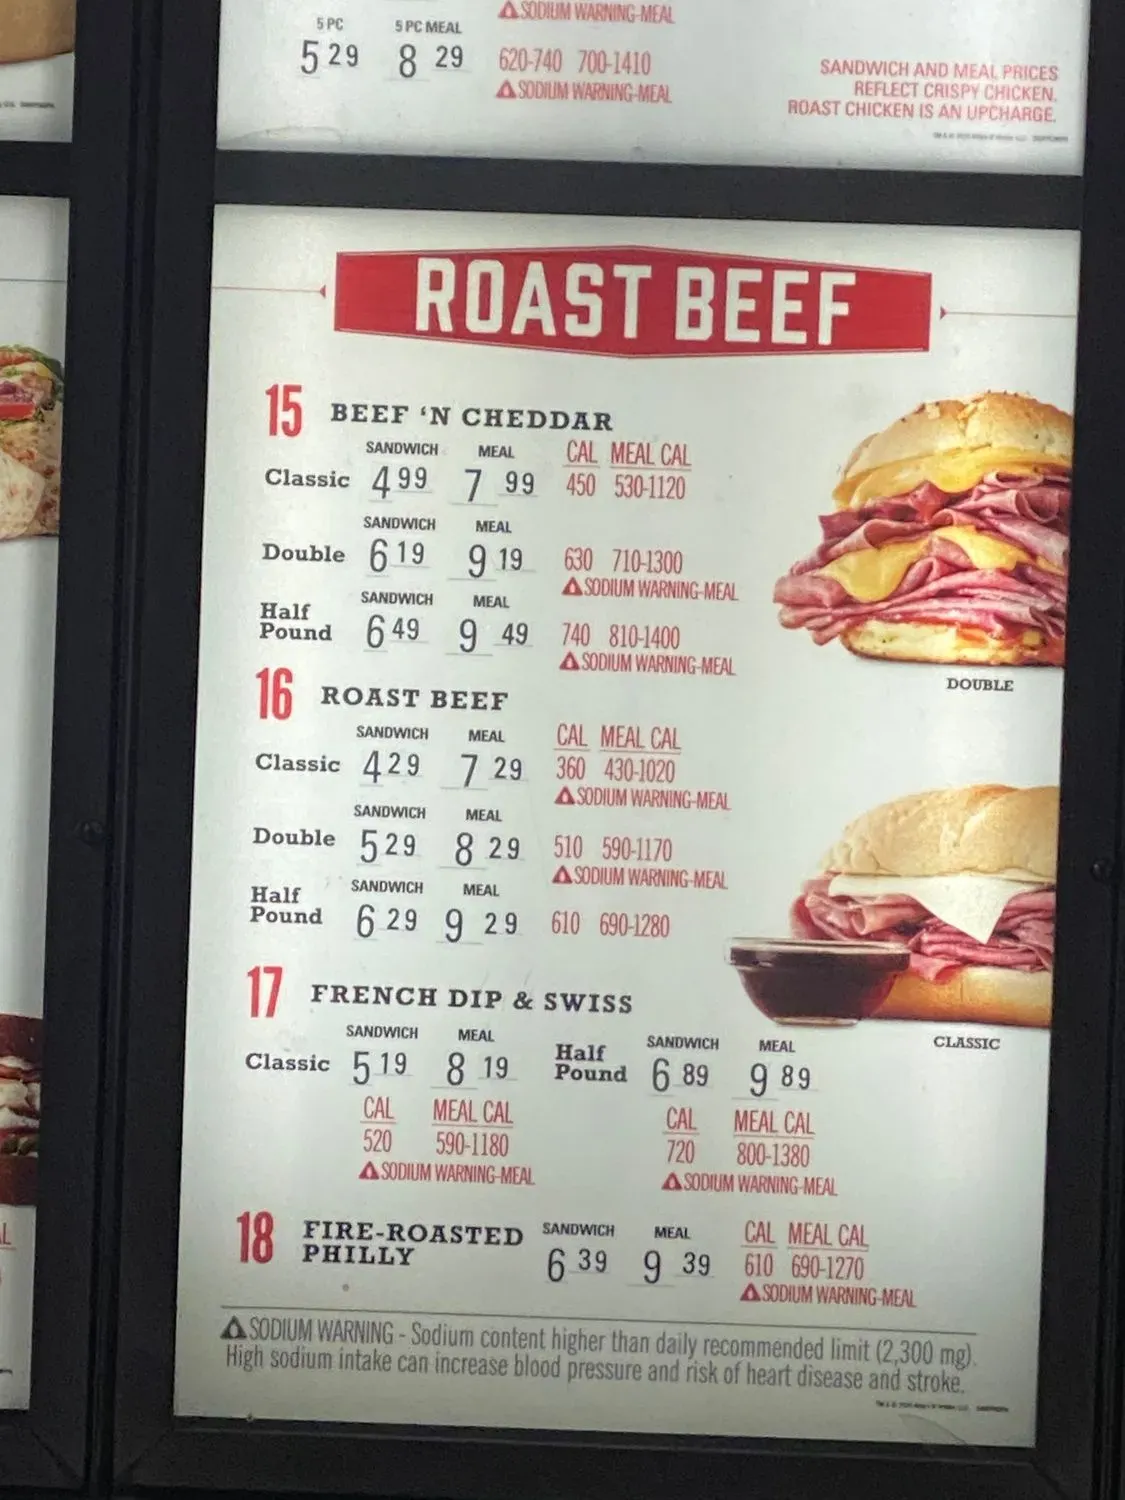 SODIUM WARNING-MEAL
5 PC 5 PC MEAL
5 29 8 29 620-740 700-1410
SODIUM WARNING-MEAL
SANDWICH AND MEAL PRICES
REFLECT CRISPY CHICKEN.
ROAST CHICKEN IS AN UPCHARGE.
ROAST BEEF
15 BEEF 'N CHEDDAR
SANDWICH MEAL CAL MEAL CAL
Classic 4 99 7 99 450 530-1120
SANDWICH MEAL
Double 6 19 9 19 630 710-1300
SODIUM WARNING-MEAL
SANDWICH MEAL
Half Pound 6 49 9 49 740 810-1400
SODIUM WARNING-MEAL
DOUBLE
16 ROAST BEEF
SANDWICH MEAL CAL MEAL CAL
Classic 4 29 7 29 360 430-1020
SODIUM WARNING-MEAL
SANDWICH MEAL
Double 5 29 8 29 510 590-1170
SODIUM WARNING-MEAL
SANDWICH MEAL
Half Pound 6 29 9 29 610 690-1280
CLASSIC
17 FRENCH DIP & SWISS
SANDWICH MEAL
Classic 5 19 8 19
CAL MEAL CAL
520 590-1180
SODIUM WARNING-MEAL
SANDWICH MEAL
Half Pound 6 89 9 89
CAL MEAL CAL
720 800-1380
SODIUM WARNING-MEAL
18 FIRE-ROASTED PHILLY
SANDWICH MEAL CAL MEAL CAL
6 39 9 39 610 690-1270
SODIUM WARNING-MEAL
SODIUM WARNING - Sodium content higher than daily recommended limit (2,300 mg).
High sodium intake can increase blood pressure and risk of heart disease and stroke.